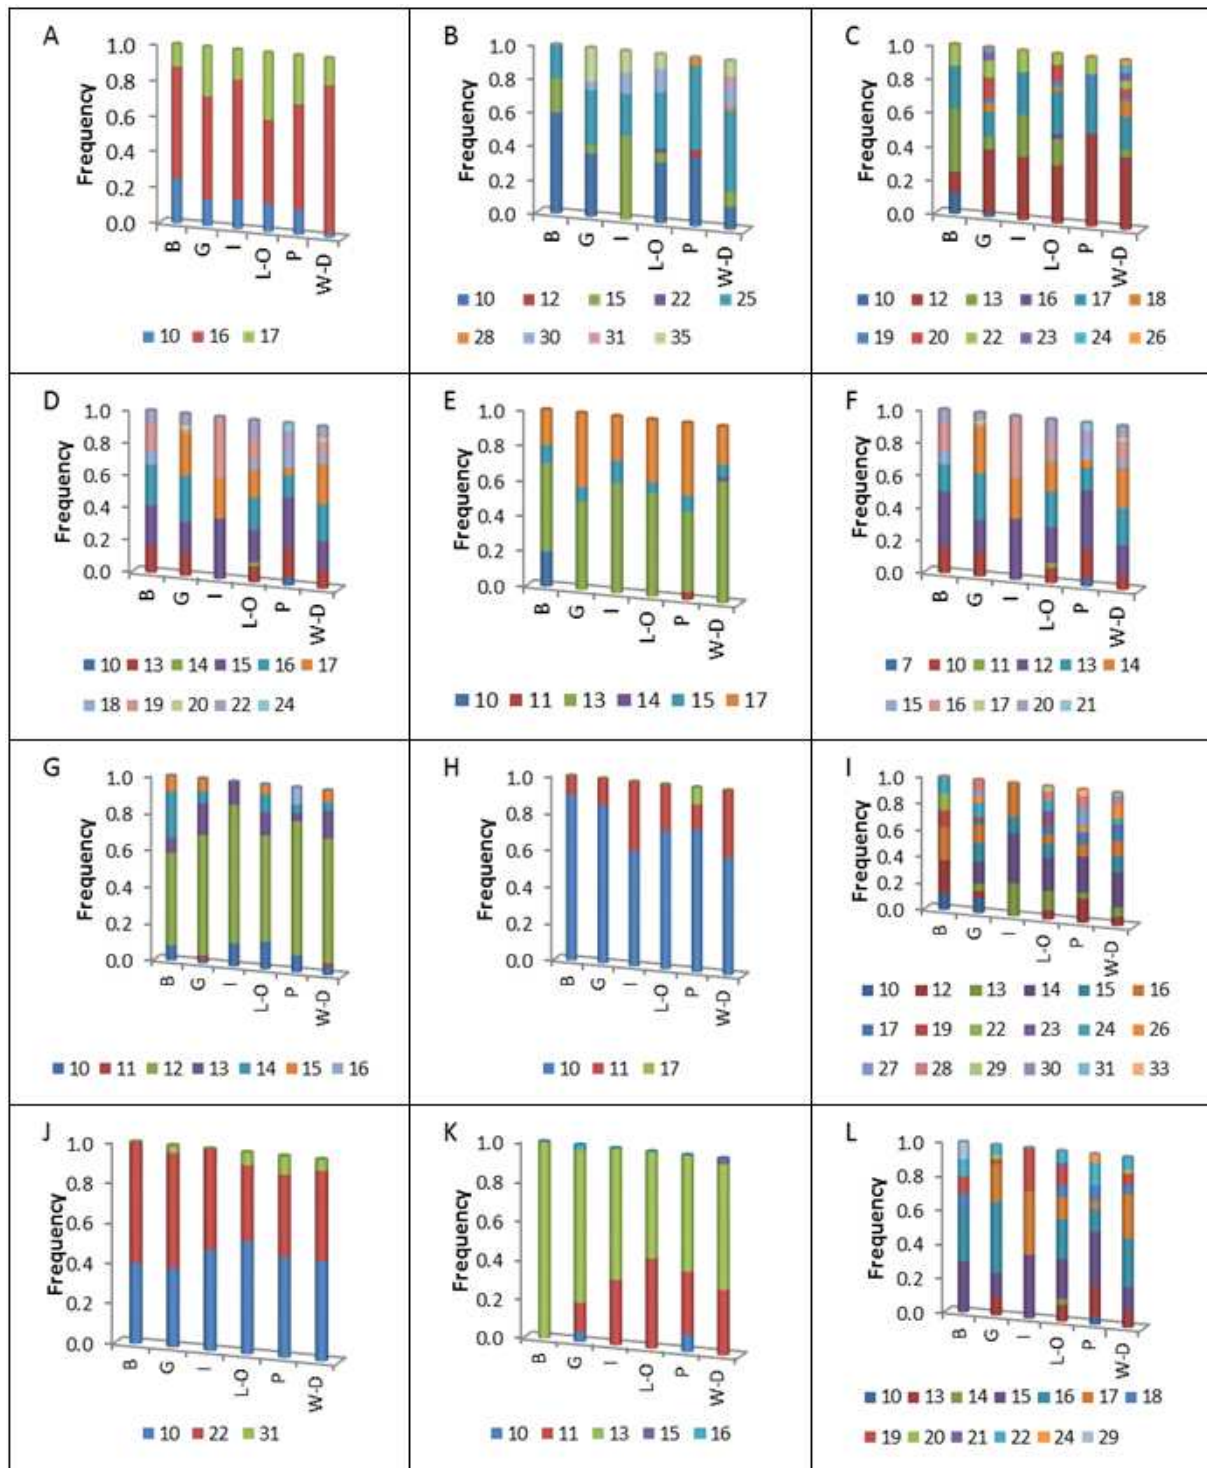 A
Frequency
1.0
0.8
0.6
0.4
0.2
0.0
B G I L-O P W-D
10 16 17
B
Frequency
1.0
0.8
0.6
0.4
0.2
0.0
B G I L-O P W-D
10 12 15 22 25
28 30 31 35
C
Frequency
1.0
0.8
0.6
0.4
0.2
0.0
B G I L-O P W-D
10 12 13 16 17 18
19 20 22 23 24 26
D
Frequency
1.0
0.8
0.6
0.4
0.2
0.0
B G I L-O P W-D
10 13 14 15 16 17
18 19 20 22 24
E
Frequency
1.0
0.8
0.6
0.4
0.2
0.0
B G I L-O P W-D
10 11 13 14 15 17
F
Frequency
1.0
0.8
0.6
0.4
0.2
0.0
B G I L-O P W-D
7 10 11 12 13 14
15 16 17 20 21
G
Frequency
1.0
0.8
0.6
0.4
0.2
0.0
B G I L-O P W-D
10 11 12 13 14 15 16
H
Frequency
1.0
0.8
0.6
0.4
0.2
0.0
B G I L-O P W-D
10 11 17
I
Frequency
1.0
0.8
0.6
0.4
0.2
0.0
B G I L-O P W-D
10 12 13 14 15 16
17 19 22 23 24 26
27 28 29 30 31 33
J
Frequency
1.0
0.8
0.6
0.4
0.2
0.0
B G I L-O P W-D
10 22 31
K
Frequency
1.0
0.8
0.6
0.4
0.2
0.0
B G I L-O P W-D
10 11 13 15 16
L
Frequency
1.0
0.8
0.6
0.4
0.2
0.0
B G I L-O P W-D
10 13 14 15 16 17 18
19 20 21 22 24 29